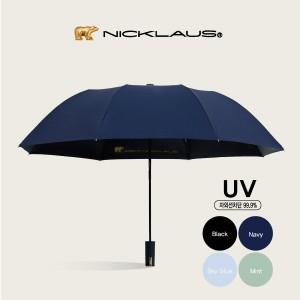 NICKLAUS®
UV
자외선차단 99.9%
Black
Navy
Sky blue
Mint